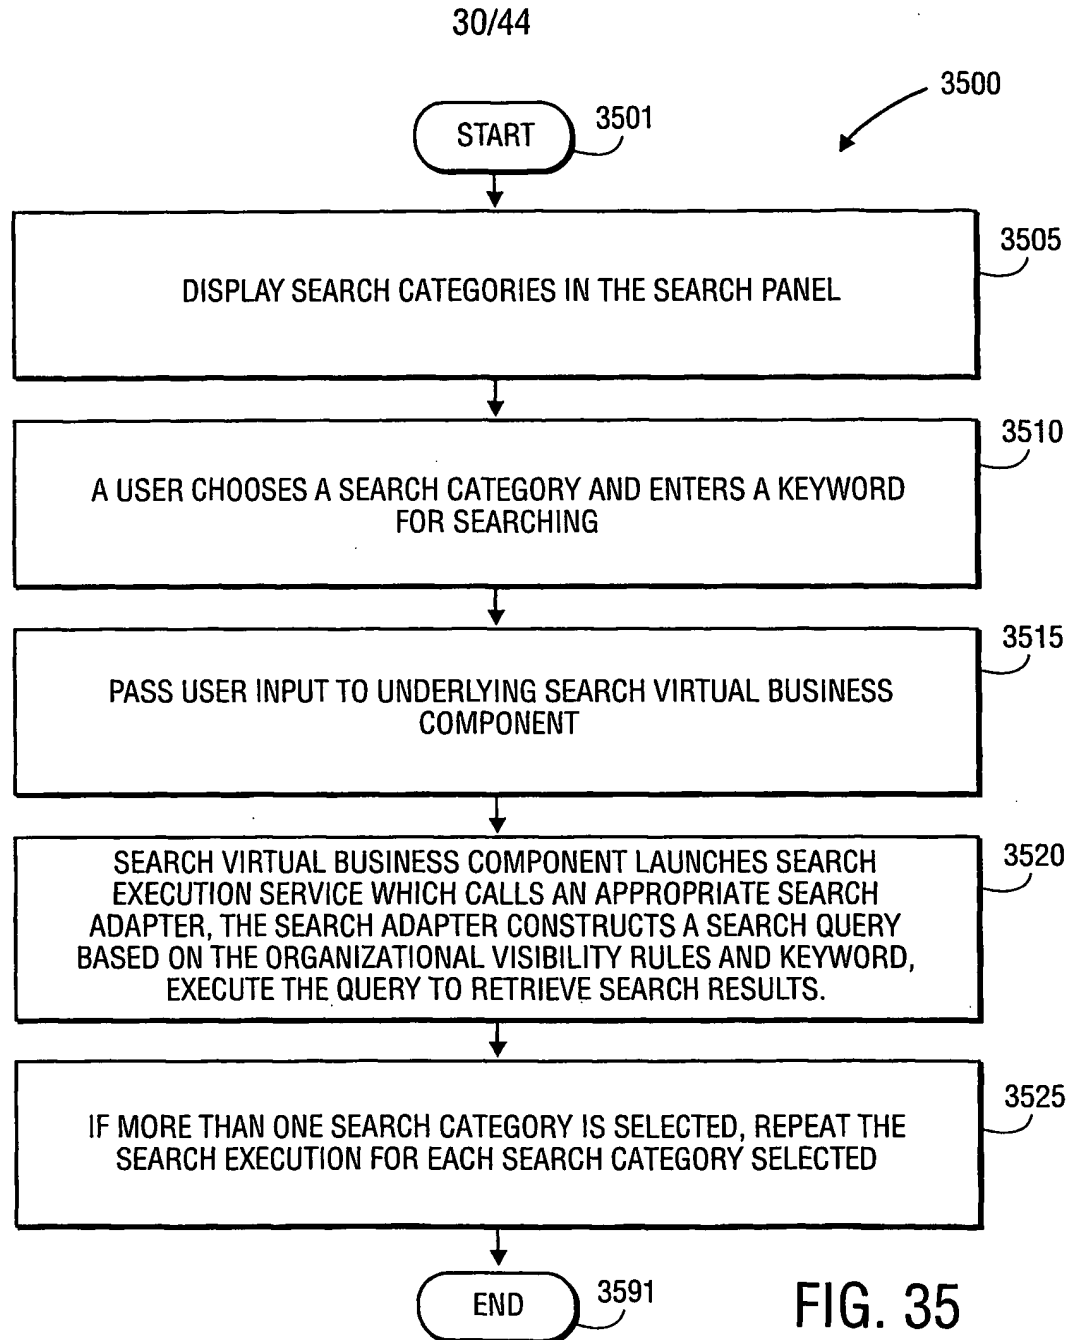 30/44
3500
START
3501
3505
DISPLAY SEARCH CATEGORIES IN THE SEARCH PANEL
3510
A USER CHOOSES A SEARCH CATEGORY AND ENTERS A KEYWORD
FOR SEARCHING
3515
PASS USER INPUT TO UNDERLYING SEARCH VIRTUAL BUSINESS
COMPONENT
3520
SEARCH VIRTUAL BUSINESS COMPONENT LAUNCHES SEARCH
EXECUTION SERVICE WHICH CALLS AN APPROPRIATE SEARCH
ADAPTER, THE SEARCH ADAPTER CONSTRUCTS A SEARCH QUERY
BASED ON THE ORGANIZATIONAL VISIBILITY RULES AND KEYWORD,
EXECUTE THE QUERY TO RETRIEVE SEARCH RESULTS.
3525
IF MORE THAN ONE SEARCH CATEGORY IS SELECTED, REPEAT THE
SEARCH EXECUTION FOR EACH SEARCH CATEGORY SELECTED
END
3591
FIG. 35